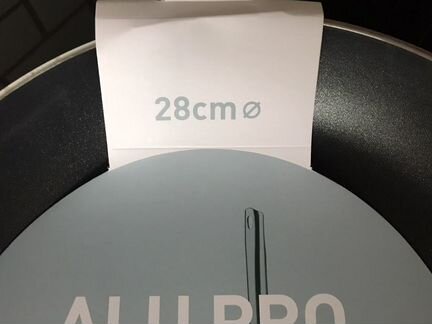 28cm ⌀
ALU PRO